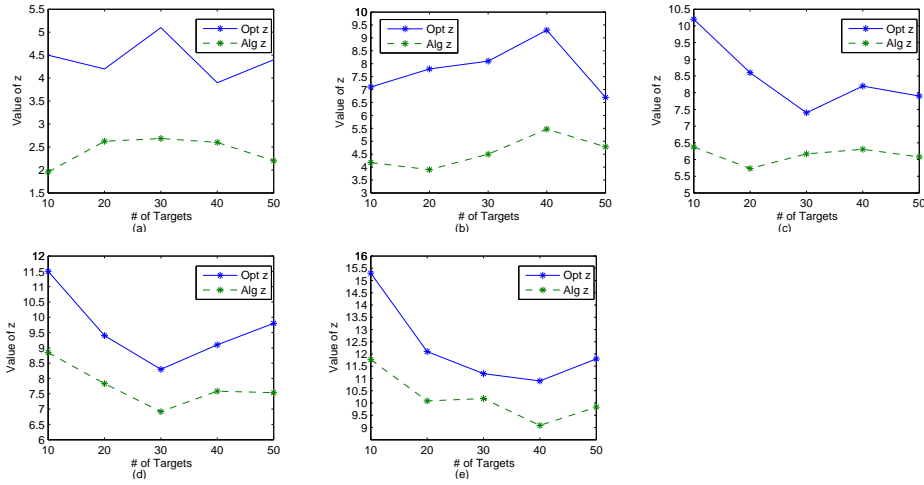 5.5
5
4.5
4
3.5
3
2.5
2
1.5
Value of z
10 20 30 40 50
# of Targets
(a)
Opt z
Alg z
10
9.5
9
8.5
8
7.5
7
6.5
6
5.5
5
4.5
4
3.5
3
Value of z
10 20 30 40 50
# of Targets
(b)
Opt z
Alg z
10.5
10
9.5
9
8.5
8
7.5
7
6.5
6
5.5
5
Value of z
10 20 30 40 50
# of Targets
(c)
Opt z
Alg z
12
11.5
11
10.5
10
9.5
9
8.5
8
7.5
7
6.5
6
Value of z
10 20 30 40 50
# of Targets
(d)
Opt z
Alg z
16
15.5
15
14.5
14
13.5
13
12.5
12
11.5
11
10.5
10
9.5
9
Value of z
10 20 30 40 50
# of Targets
(e)
Opt z
Alg z